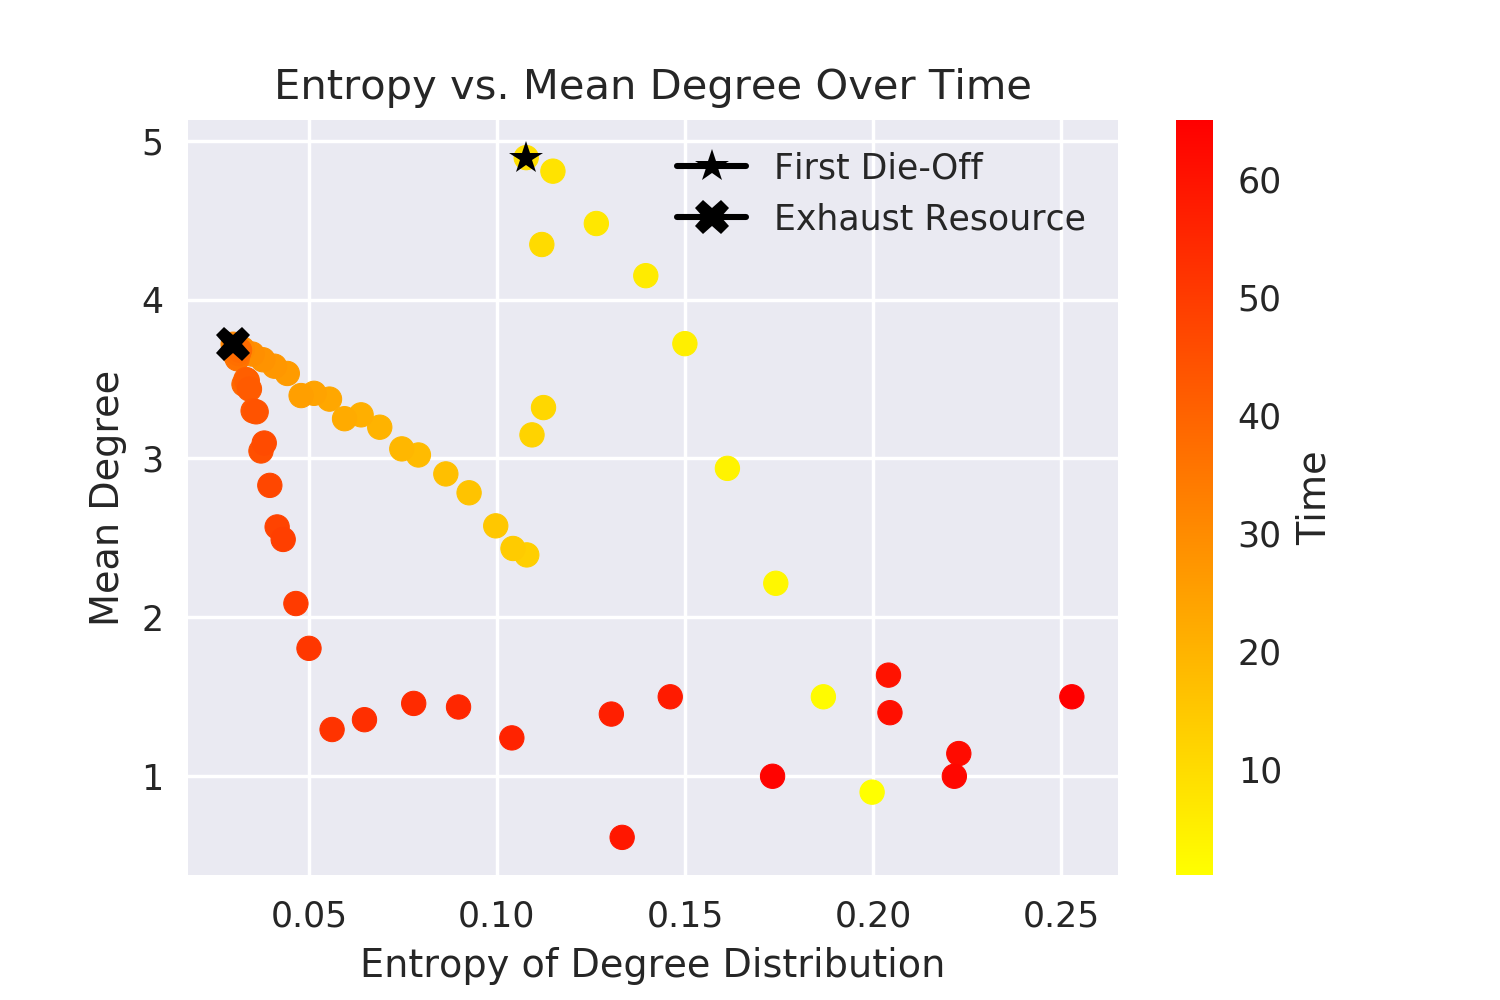 Entropy vs. Mean Degree Over Time
First Die-Off
Exhaust Resource
5
4
3
2
1
Mean Degree
0.05 0.10 0.15 0.20 0.25
Entropy of Degree Distribution
60
50
40
30
20
10
Time